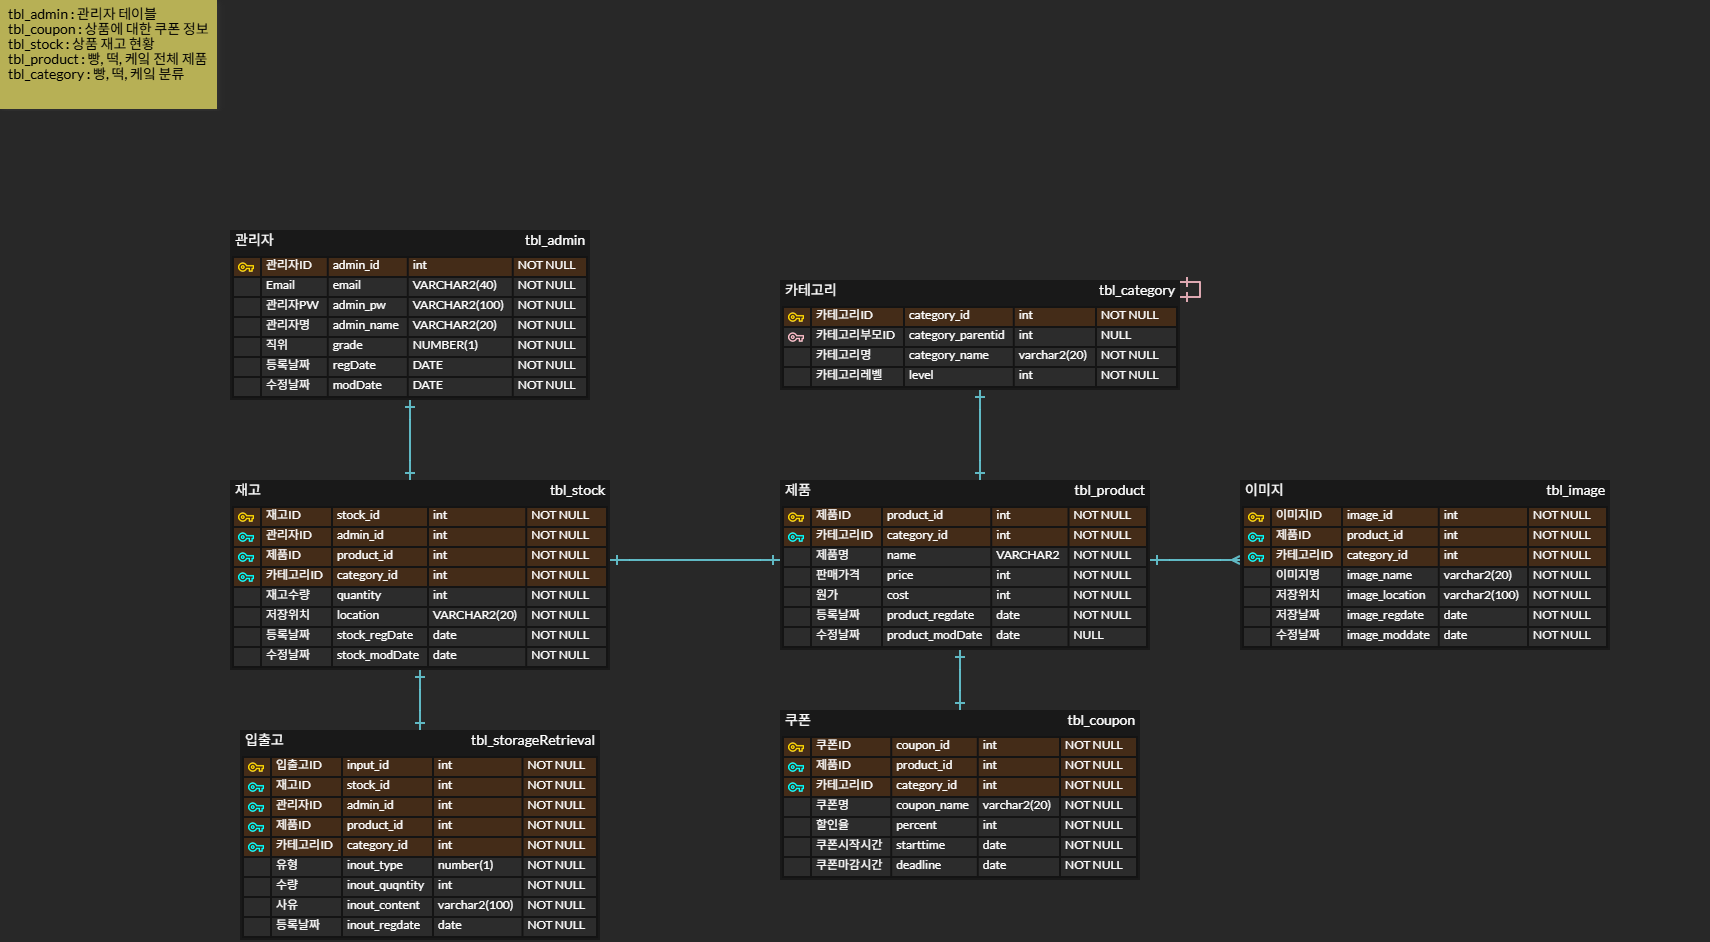 tbl_admin : 관리자 테이블
tbl_coupon : 상품에 대한 쿠폰 정보
tbl_stock : 상품 재고 현황
tbl_product : 빵, 떡, 케잌 전체 제품
tbl_category : 빵, 떡, 케잌 분류
관리자 tbl_admin
관리자ID admin_id int NOT NULL
Email email VARCHAR2(40) NOT NULL
관리자PW admin_pw VARCHAR2(100) NOT NULL
관리자명 admin_name VARCHAR2(20) NOT NULL
직위 grade NUMBER(1) NOT NULL
등록날짜 regDate DATE NOT NULL
수정날짜 modDate DATE NOT NULL
카테고리 tbl_category
카테고리ID category_id int NOT NULL
카테고리부모ID category_parentid int NULL
카테고리명 category_name varchar2(20) NOT NULL
카테고리레벨 level int NOT NULL
재고 tbl_stock
재고ID stock_id int NOT NULL
관리자ID admin_id int NOT NULL
제품ID product_id int NOT NULL
카테고리ID category_id int NOT NULL
재고수량 quantity int NOT NULL
저장위치 location VARCHAR2(20) NOT NULL
등록날짜 stock_regDate date NOT NULL
수정날짜 stock_modDate date NOT NULL
제품 tbl_product
제품ID product_id int NOT NULL
카테고리ID category_id int NOT NULL
제품명 name VARCHAR2 NOT NULL
판매가격 price int NOT NULL
원가 cost int NOT NULL
등록날짜 product_regdate date NOT NULL
수정날짜 product_modDate date NULL
이미지 tbl_image
이미지ID image_id int NOT NULL
제품ID product_id int NOT NULL
카테고리ID category_id int NOT NULL
이미지명 image_name varchar2(20) NOT NULL
저장위치 image_location varchar2(100) NOT NULL
저장날짜 image_regdate date NOT NULL
수정날짜 image_moddate date NOT NULL
입출고 tbl_storageRetrieval
입출고ID input_id int NOT NULL
재고ID stock_id int NOT NULL
관리자ID admin_id int NOT NULL
제품ID product_id int NOT NULL
카테고리ID category_id int NOT NULL
유형 inout_type number(1) NOT NULL
수량 inout_quqntity int NOT NULL
사유 inout_content varchar2(100) NOT NULL
등록날짜 inout_regdate date NOT NULL
쿠폰 tbl_coupon
쿠폰ID coupon_id int NOT NULL
제품ID product_id int NOT NULL
카테고리ID category_id int NOT NULL
쿠폰명 coupon_name varchar2(20) NOT NULL
할인율 percent int NOT NULL
쿠폰시작시간 starttime date NOT NULL
쿠폰마감시간 deadline date NOT NULL